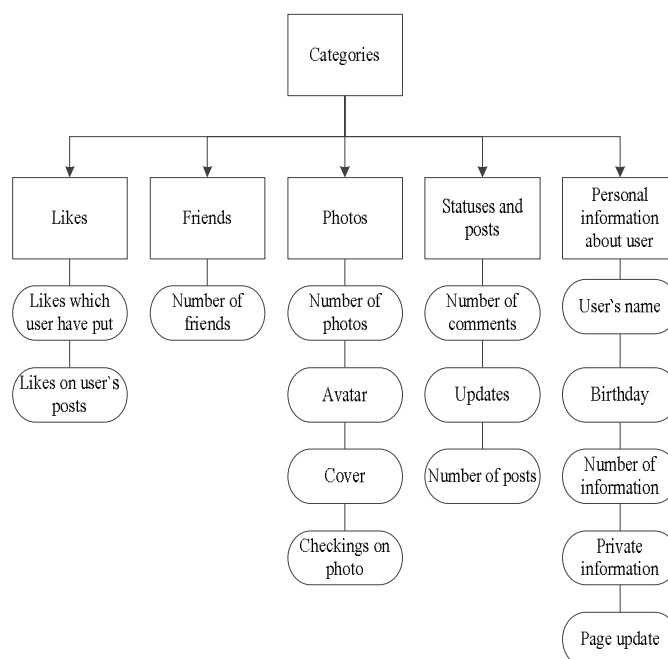 Categories
Likes
Friends
Photos
Statuses and
posts
Personal
information
about user
Likes which
user have put
Likes on user`s
posts
Number of
friends
Number of
photos
Avatar
Cover
Checkings on
photo
Number of
comments
Updates
Number of posts
User`s name
Birthday
Number of
information
Private
information
Page update